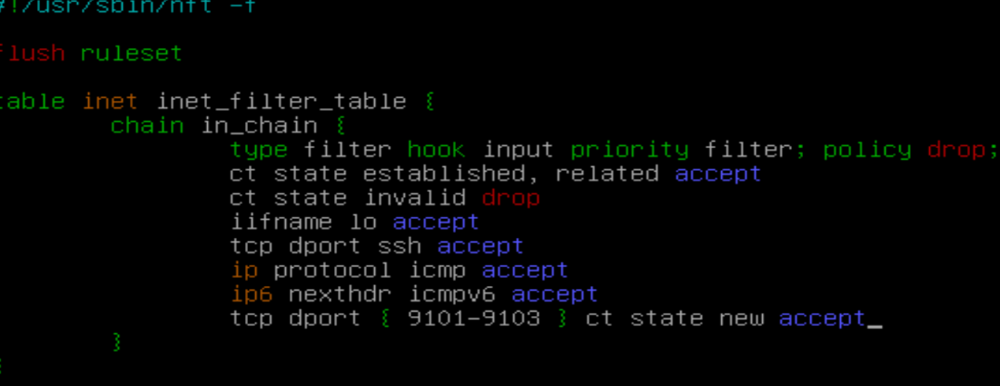 #!/usr/sbin/nft -f
flush ruleset
table inet inet_filter_table {
chain in_chain {
type filter hook input priority filter; policy drop;
ct state established, related accept
ct state invalid drop
iifname lo accept
tcp dport ssh accept
ip protocol icmp accept
ip6 nexthdr icmpv6 accept
tcp dport { 9101-9103 } ct state new accept_
}
}